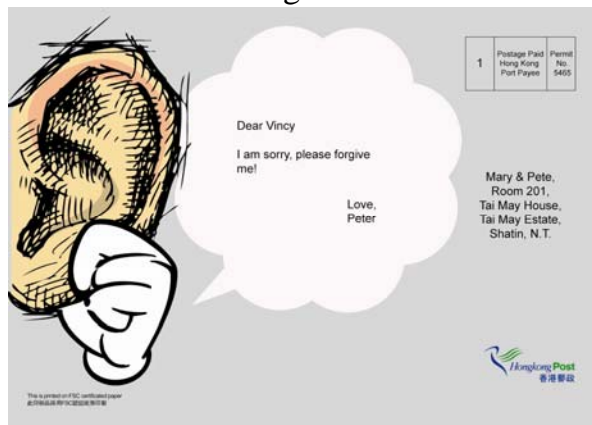 1
Postage Paid
Hong Kong
Port Payee
Permit
No.
5465
Dear Vincy
I am sorry, please forgive
me!
Love,
Peter
Mary & Pete,
Room 201,
Tai May House,
Tai May Estate,
Shatin, N.T.
Hongkong Post
香港郵政
This is printed on FSC certificated paper